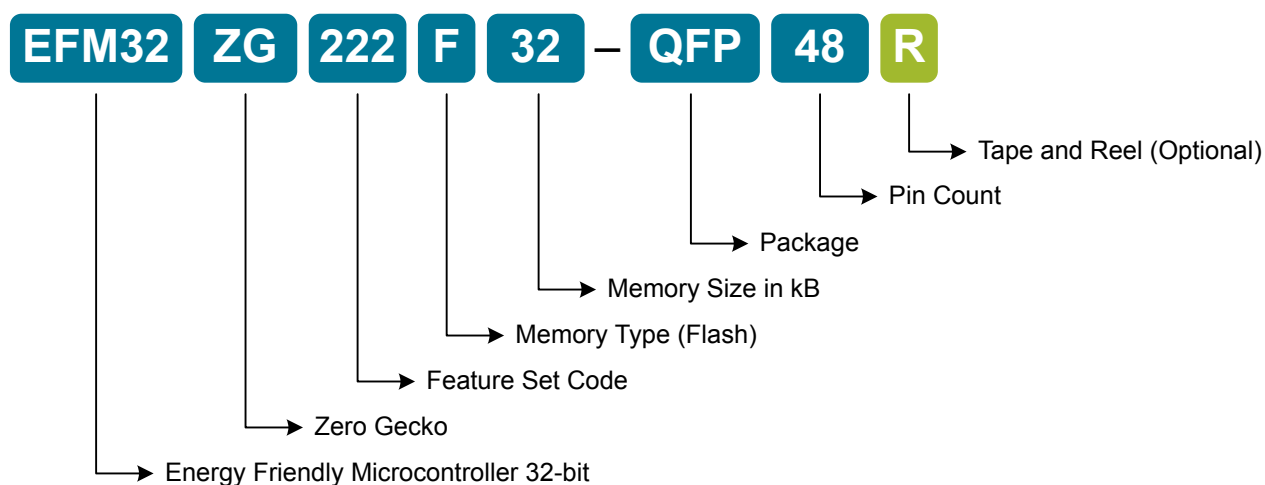 EFM32 ZG 222 F 32 – QFP 48 R
Tape and Reel (Optional)
Pin Count
Package
Memory Size in kB
Memory Type (Flash)
Feature Set Code
Zero Gecko
Energy Friendly Microcontroller 32-bit